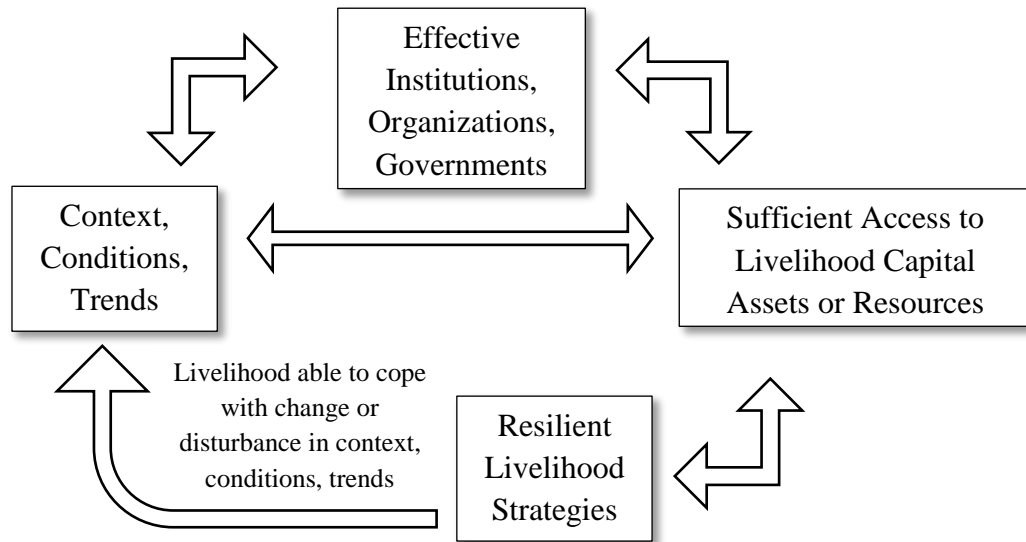 Effective
Institutions,
Organizations,
Governments
Context,
Conditions,
Trends
Sufficient Access to
Livelihood Capital
Assets or Resources
Livelihood able to cope
with change or
disturbance in context,
conditions, trends
Resilient
Livelihood
Strategies